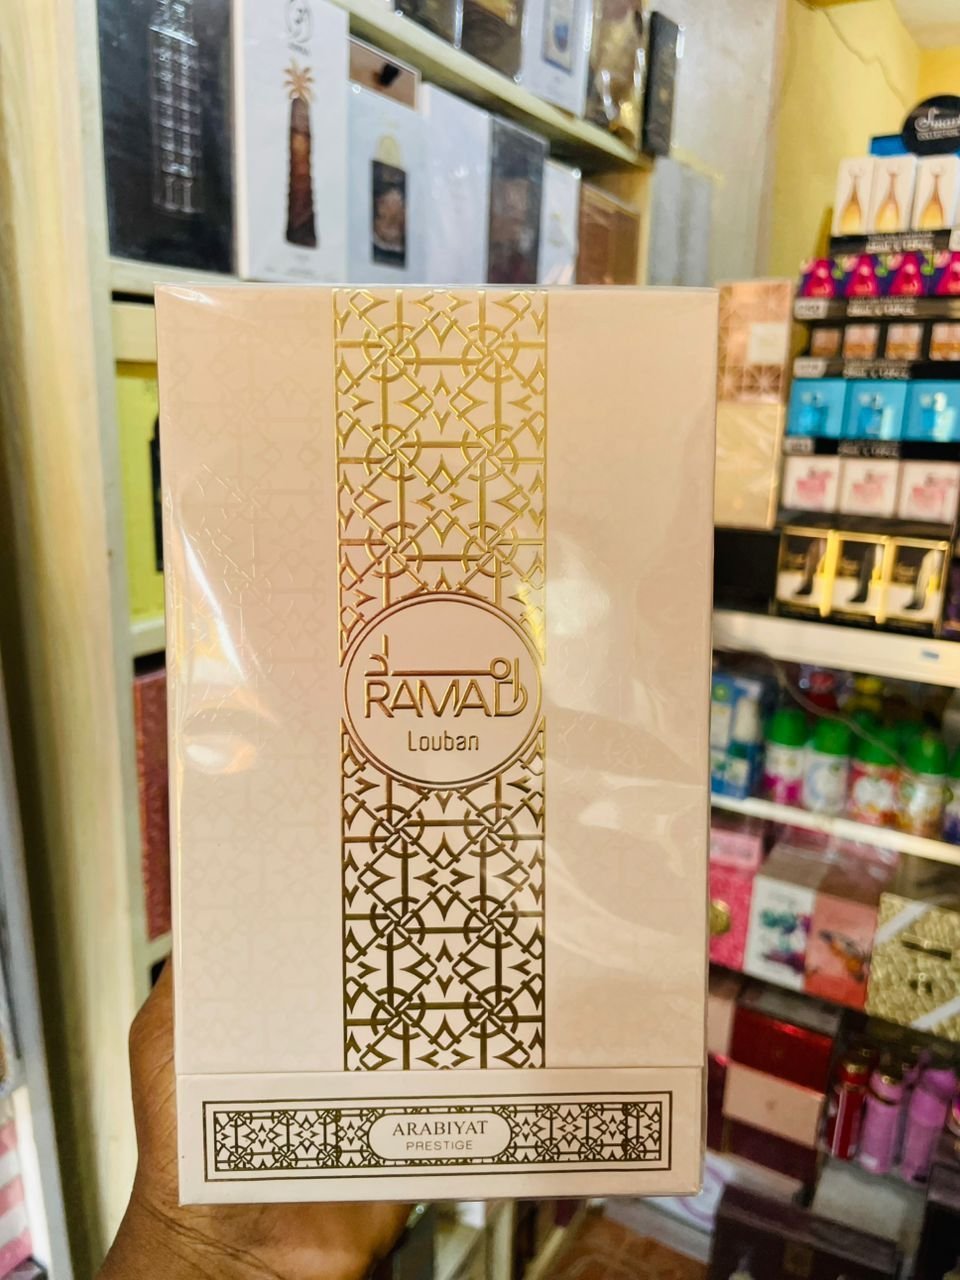 رماد
RAMAD
Louban
ARABIYAT
PRESTIGE